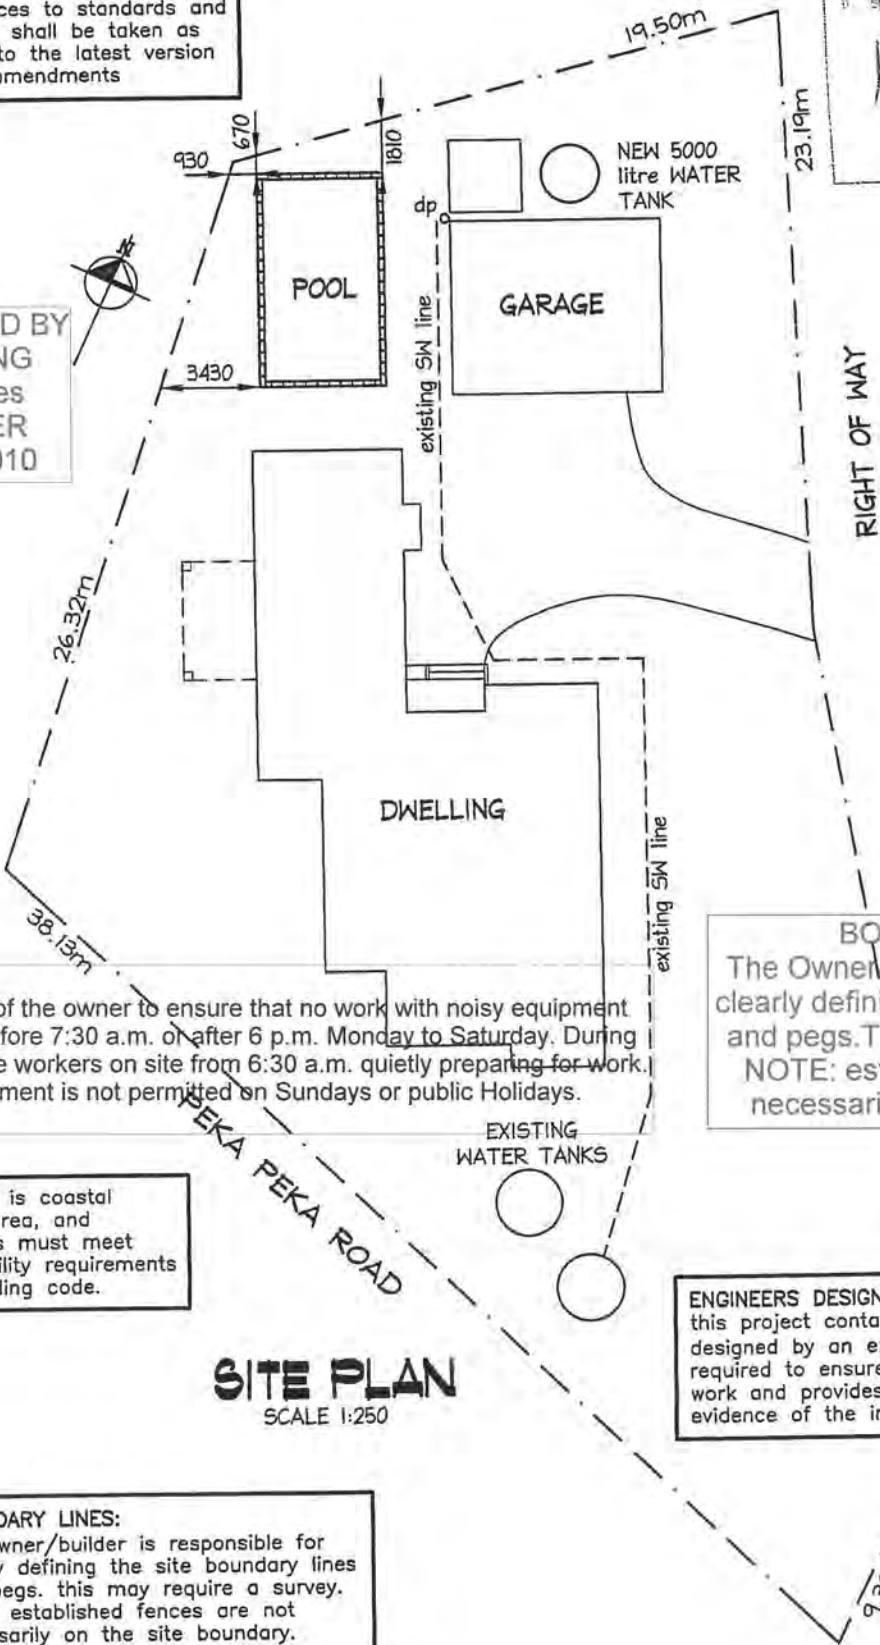 ces to standards and
shall be taken as
to the latest version
mendments
19.50m
23.19m
670
930
1810
NEW 5000
litre WATER
TANK
dp
N
POOL
GARAGE
existing SW line
3430
D BY
NG
es
ER
010
RIGHT OF WAY
26.32m
DWELLING
existing SW line
38.13m
BO
The Owner
clearly defini
and pegs.T
NOTE: est
necessari
of the owner to ensure that no work with noisy equipment
fore 7:30 a.m. or after 6 p.m. Monday to Saturday. During
e workers on site from 6:30 a.m. quietly preparing for work.
ment is not permitted on Sundays or public Holidays.
PEKA PEKA ROAD
EXISTING
WATER TANKS
is coastal
rea, and
s must meet
ility requirements
ling code.
ENGINEERS DESIGN
this project conta
designed by an e
required to ensure
work and provides
evidence of the in
SITE PLAN
SCALE 1:250
DARY LINES:
wner/builder is responsible for
y defining the site boundary lines
pegs. this may require a survey.
established fences are not
sarily on the site boundary.